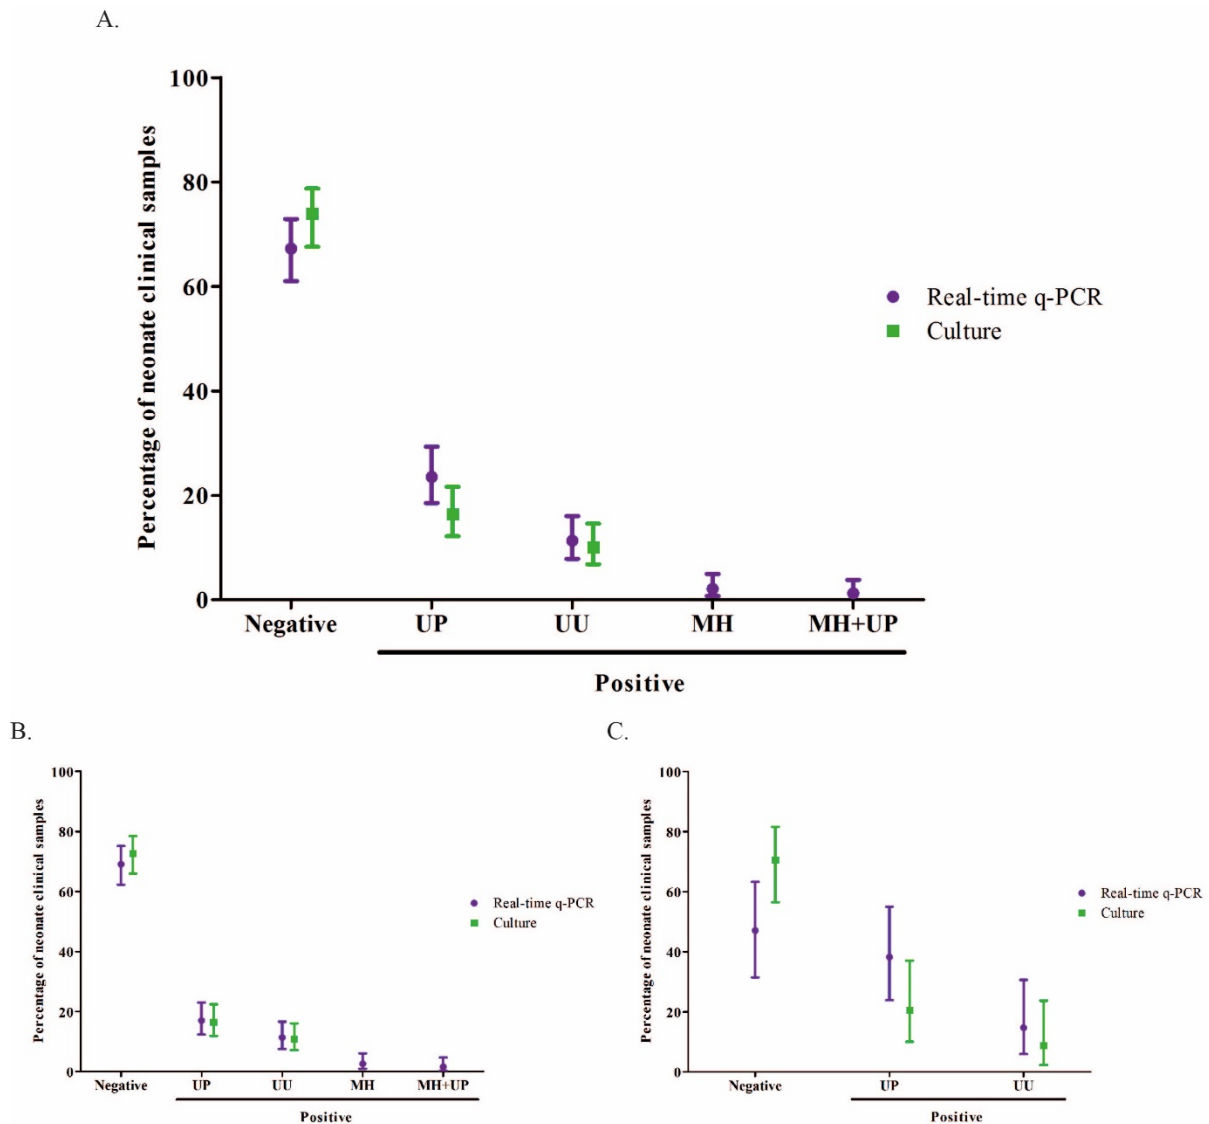 A.
Percentage of neonate clinical samples
100
80
60
40
20
0
Negative UP UU MH MH+UP
Positive
Real-time q-PCR
Culture
B.
Percentage of neonate clinical samples
100
80
60
40
20
0
Negative UP UU MH MH+UP
Positive
Real-time q-PCR
Culture
C.
Percentage of neonate clinical samples
100
80
60
40
20
0
Negative UP UU
Positive
Real-time q-PCR
Culture